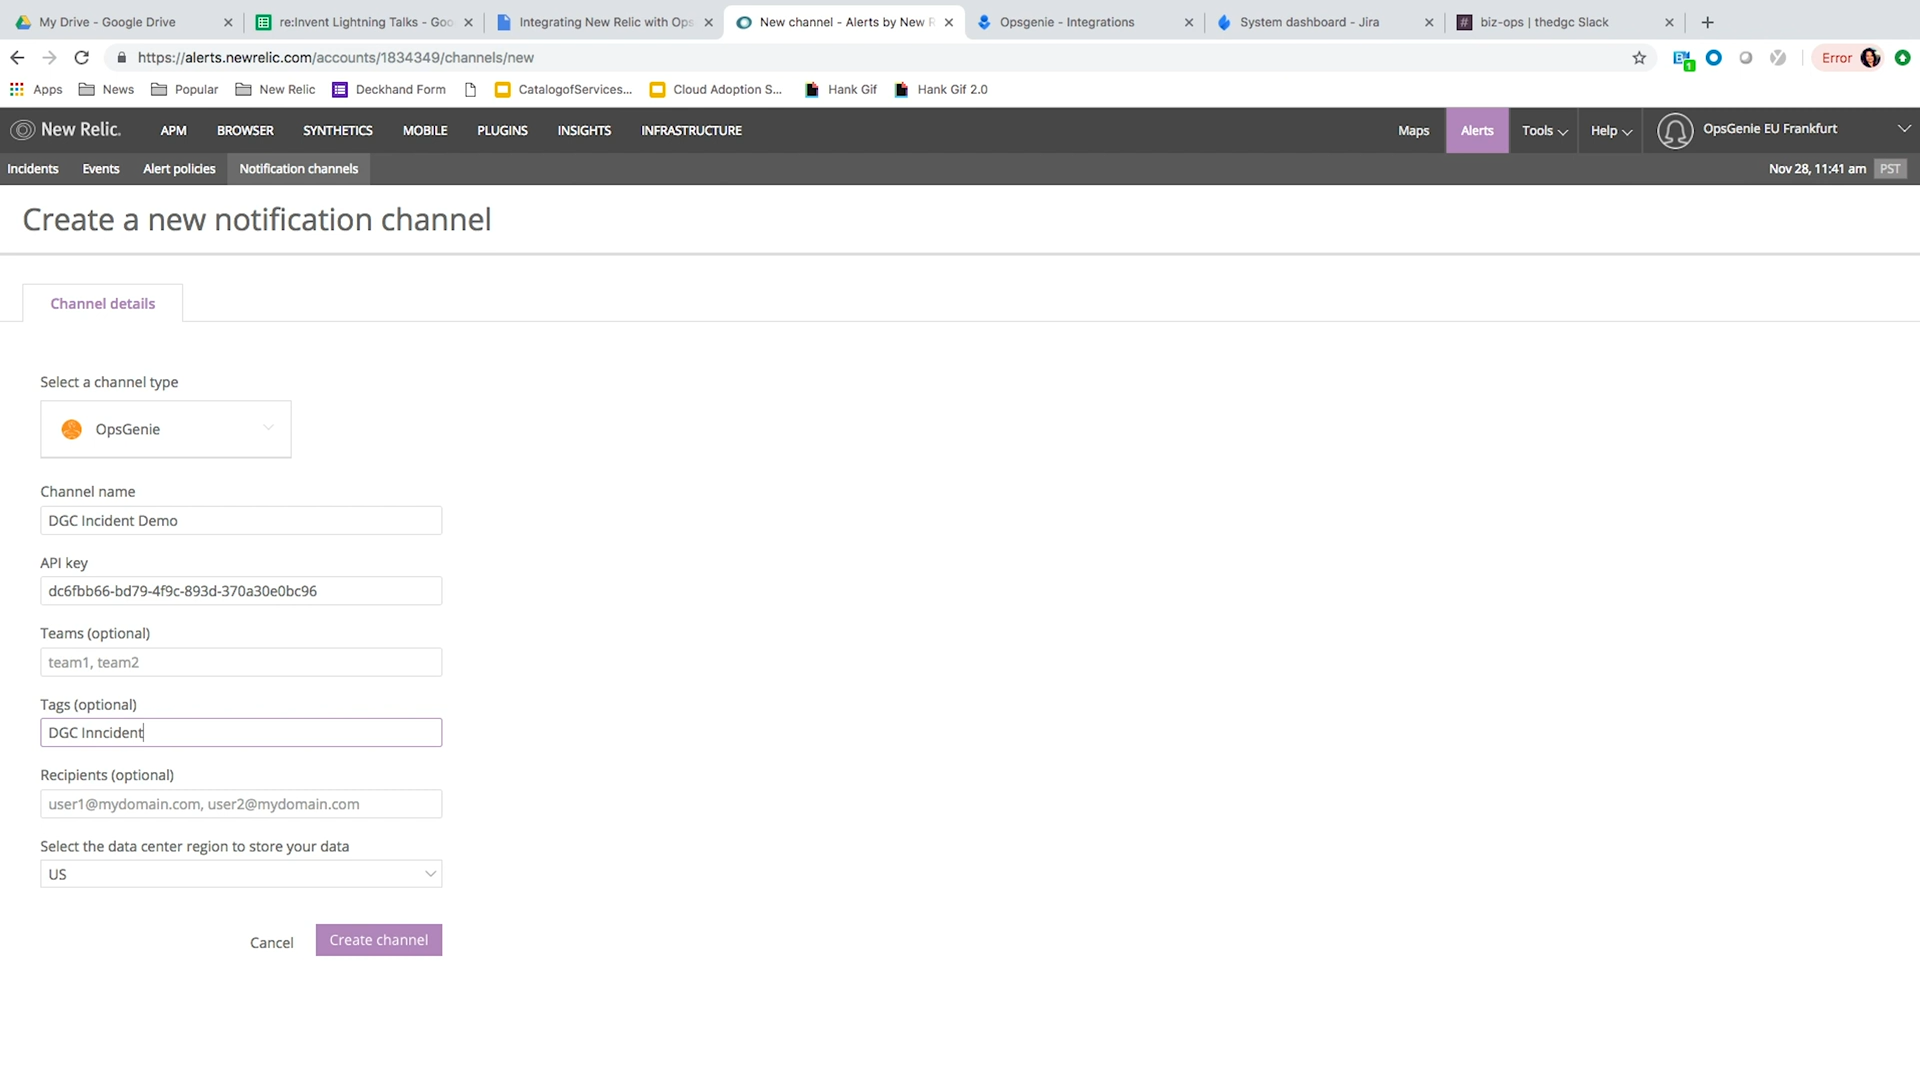 My Drive - Google Drive
re:Invent Lightning Talks - Goo
Integrating New Relic with Ops
New channel - Alerts by New R
Opsgenie - Integrations
System dashboard - Jira
biz-ops | thedgc Slack
https://alerts.newrelic.com/accounts/1834349/channels/new
1
Error
Apps
News
Popular
New Relic
Deckhand Form
CatalogofServices...
Cloud Adoption S...
Hank Gif
Hank Gif 2.0
New Relic.
APM
BROWSER
SYNTHETICS
MOBILE
PLUGINS
INSIGHTS
INFRASTRUCTURE
Maps
Alerts
Tools
Help
OpsGenie EU Frankfurt
Incidents
Events
Alert policies
Notification channels
Nov 28, 11:41 am PST
Create a new notification channel
Channel details
Select a channel type
OpsGenie
Channel name
DGC Incident Demo
API key
dc6fbb66-bd79-4f9c-893d-370a30e0bc96
Teams (optional)
team1, team2
Tags (optional)
DGC Inncident
Recipients (optional)
user1@mydomain.com, user2@mydomain.com
Select the data center region to store your data
US
Cancel
Create channel